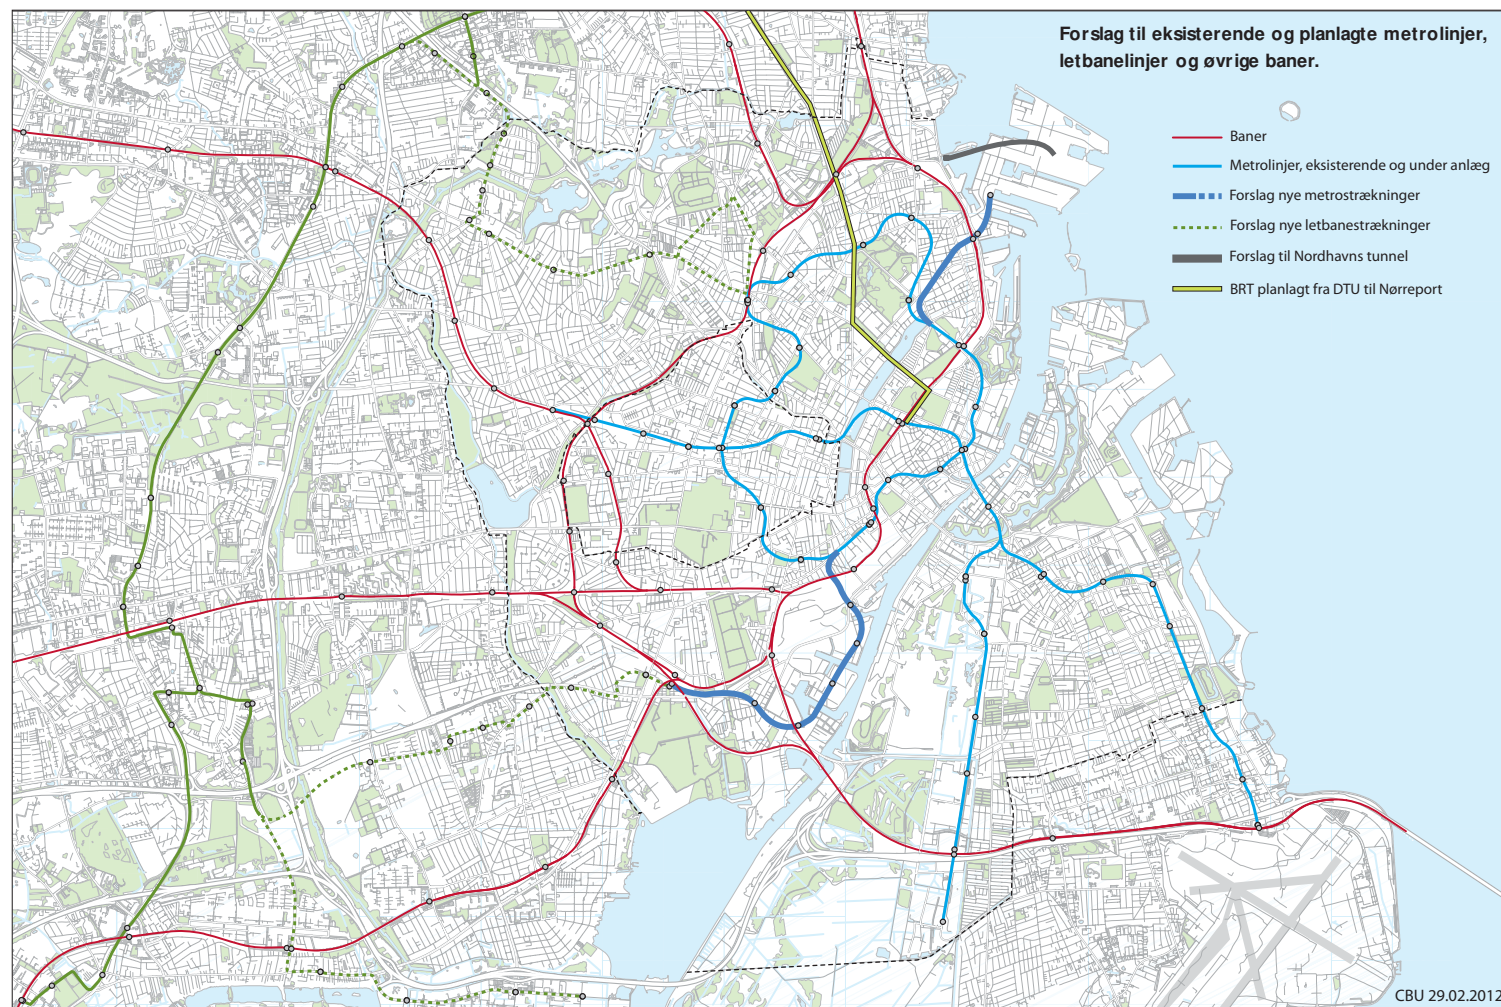 Forslag til eksisterende og planlagte metrolinjer,
letbanelinjer og øvrige baner.
Baner
Metrolinjer, eksisterende og under anlæg
Forslag nye metrostrækninger
Forslag nye letbanestrækninger
Forslag til Nordhavns tunnel
BRT planlagt fra DTU til Nørreport
CBU 29.02.2012